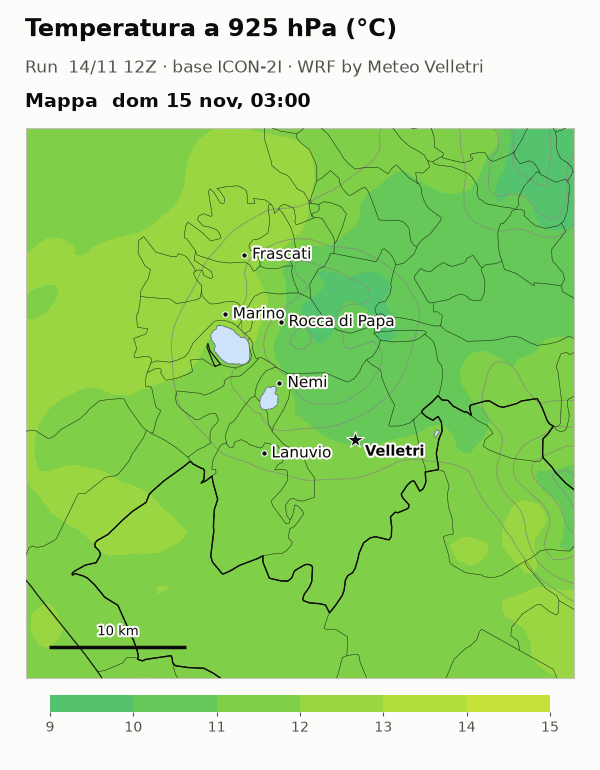 Temperatura a 925 hPa (°C)
Run 14/11 12Z · base ICON-2I · WRF by Meteo Velletri
Mappa dom 15 nov, 03:00
Frascati
Marino
Rocca di Papa
Nemi
Velletri
Lanuvio
10 km
9 10 11 12 13 14 15